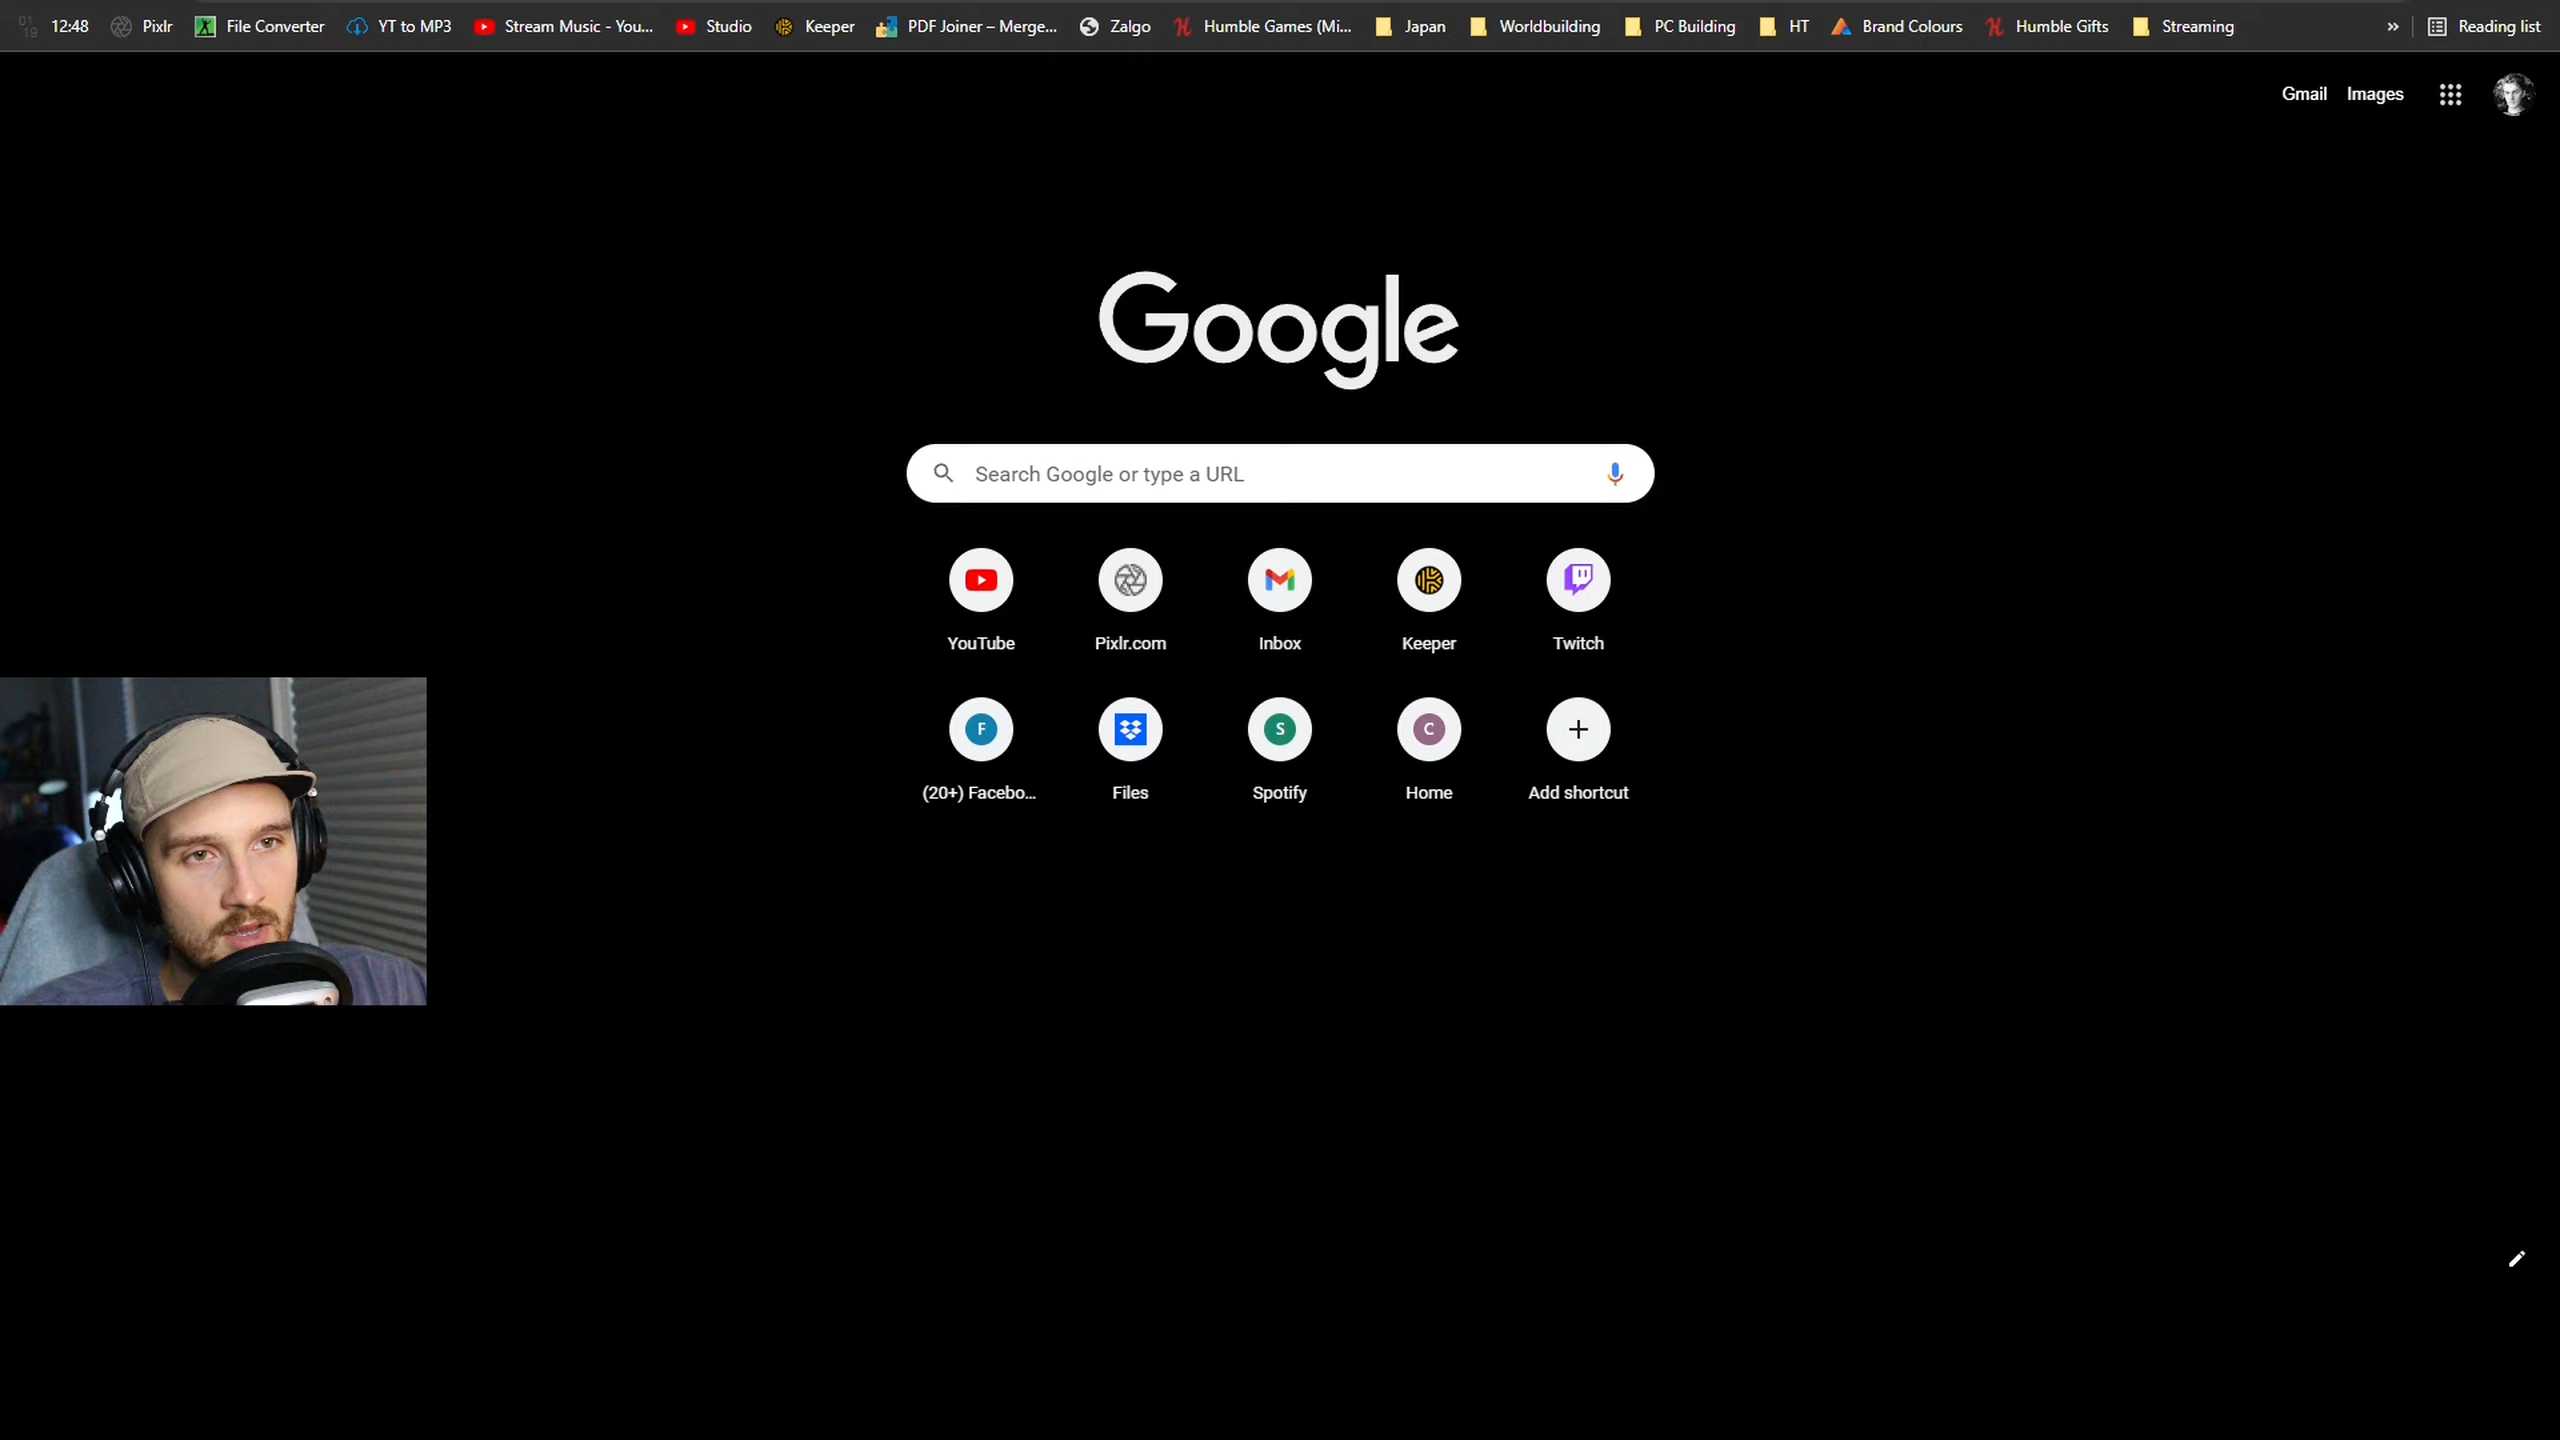 01 19 12:48 Pixlr File Converter YT to MP3 Stream Music - You... Studio Keeper PDF Joiner – Merge... Zalgo Humble Games (Mi... Japan Worldbuilding PC Building HT Brand Colours Humble Gifts Streaming » Reading list
Gmail Images
Google
Search Google or type a URL
YouTube Pixlr.com Inbox Keeper Twitch
F S C
(20+) Facebo... Files Spotify Home Add shortcut